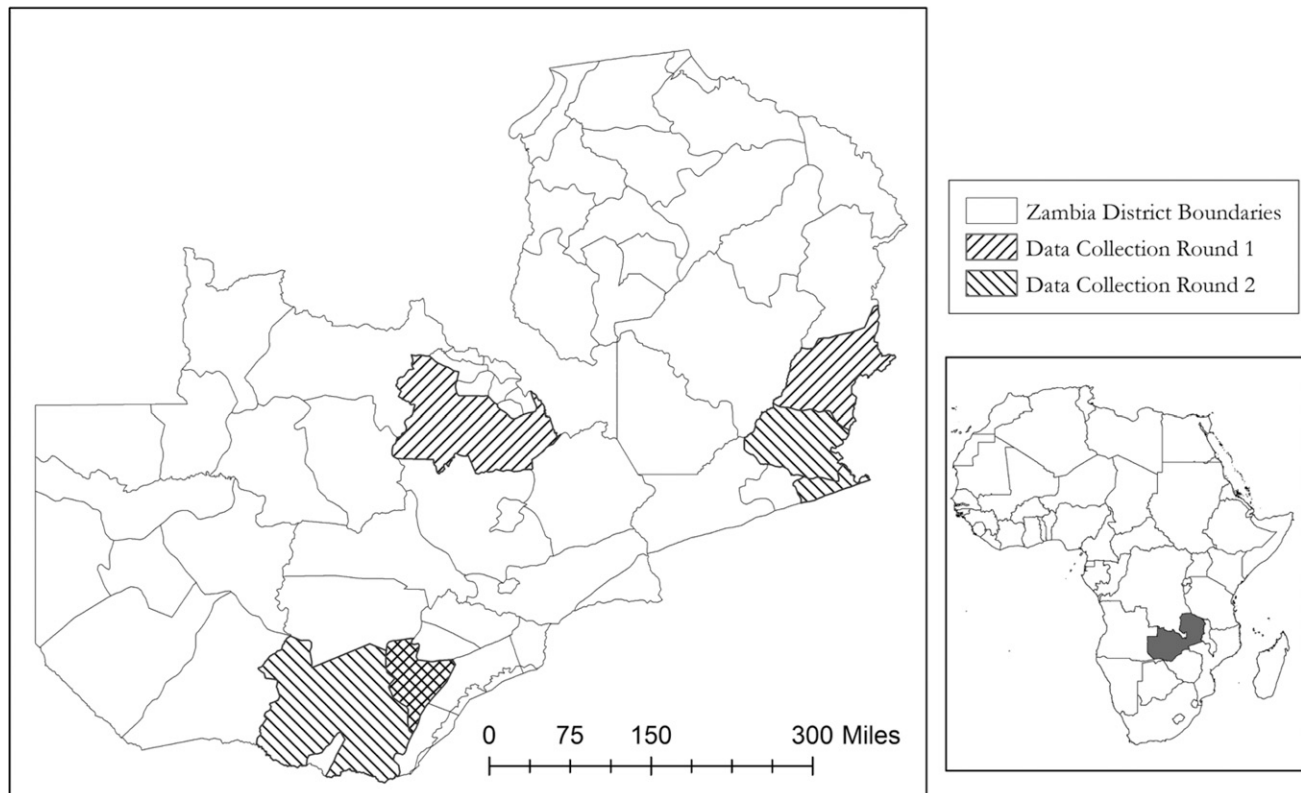 Zambia District Boundaries
Data Collection Round 1
Data Collection Round 2
0 75 150 300 Miles